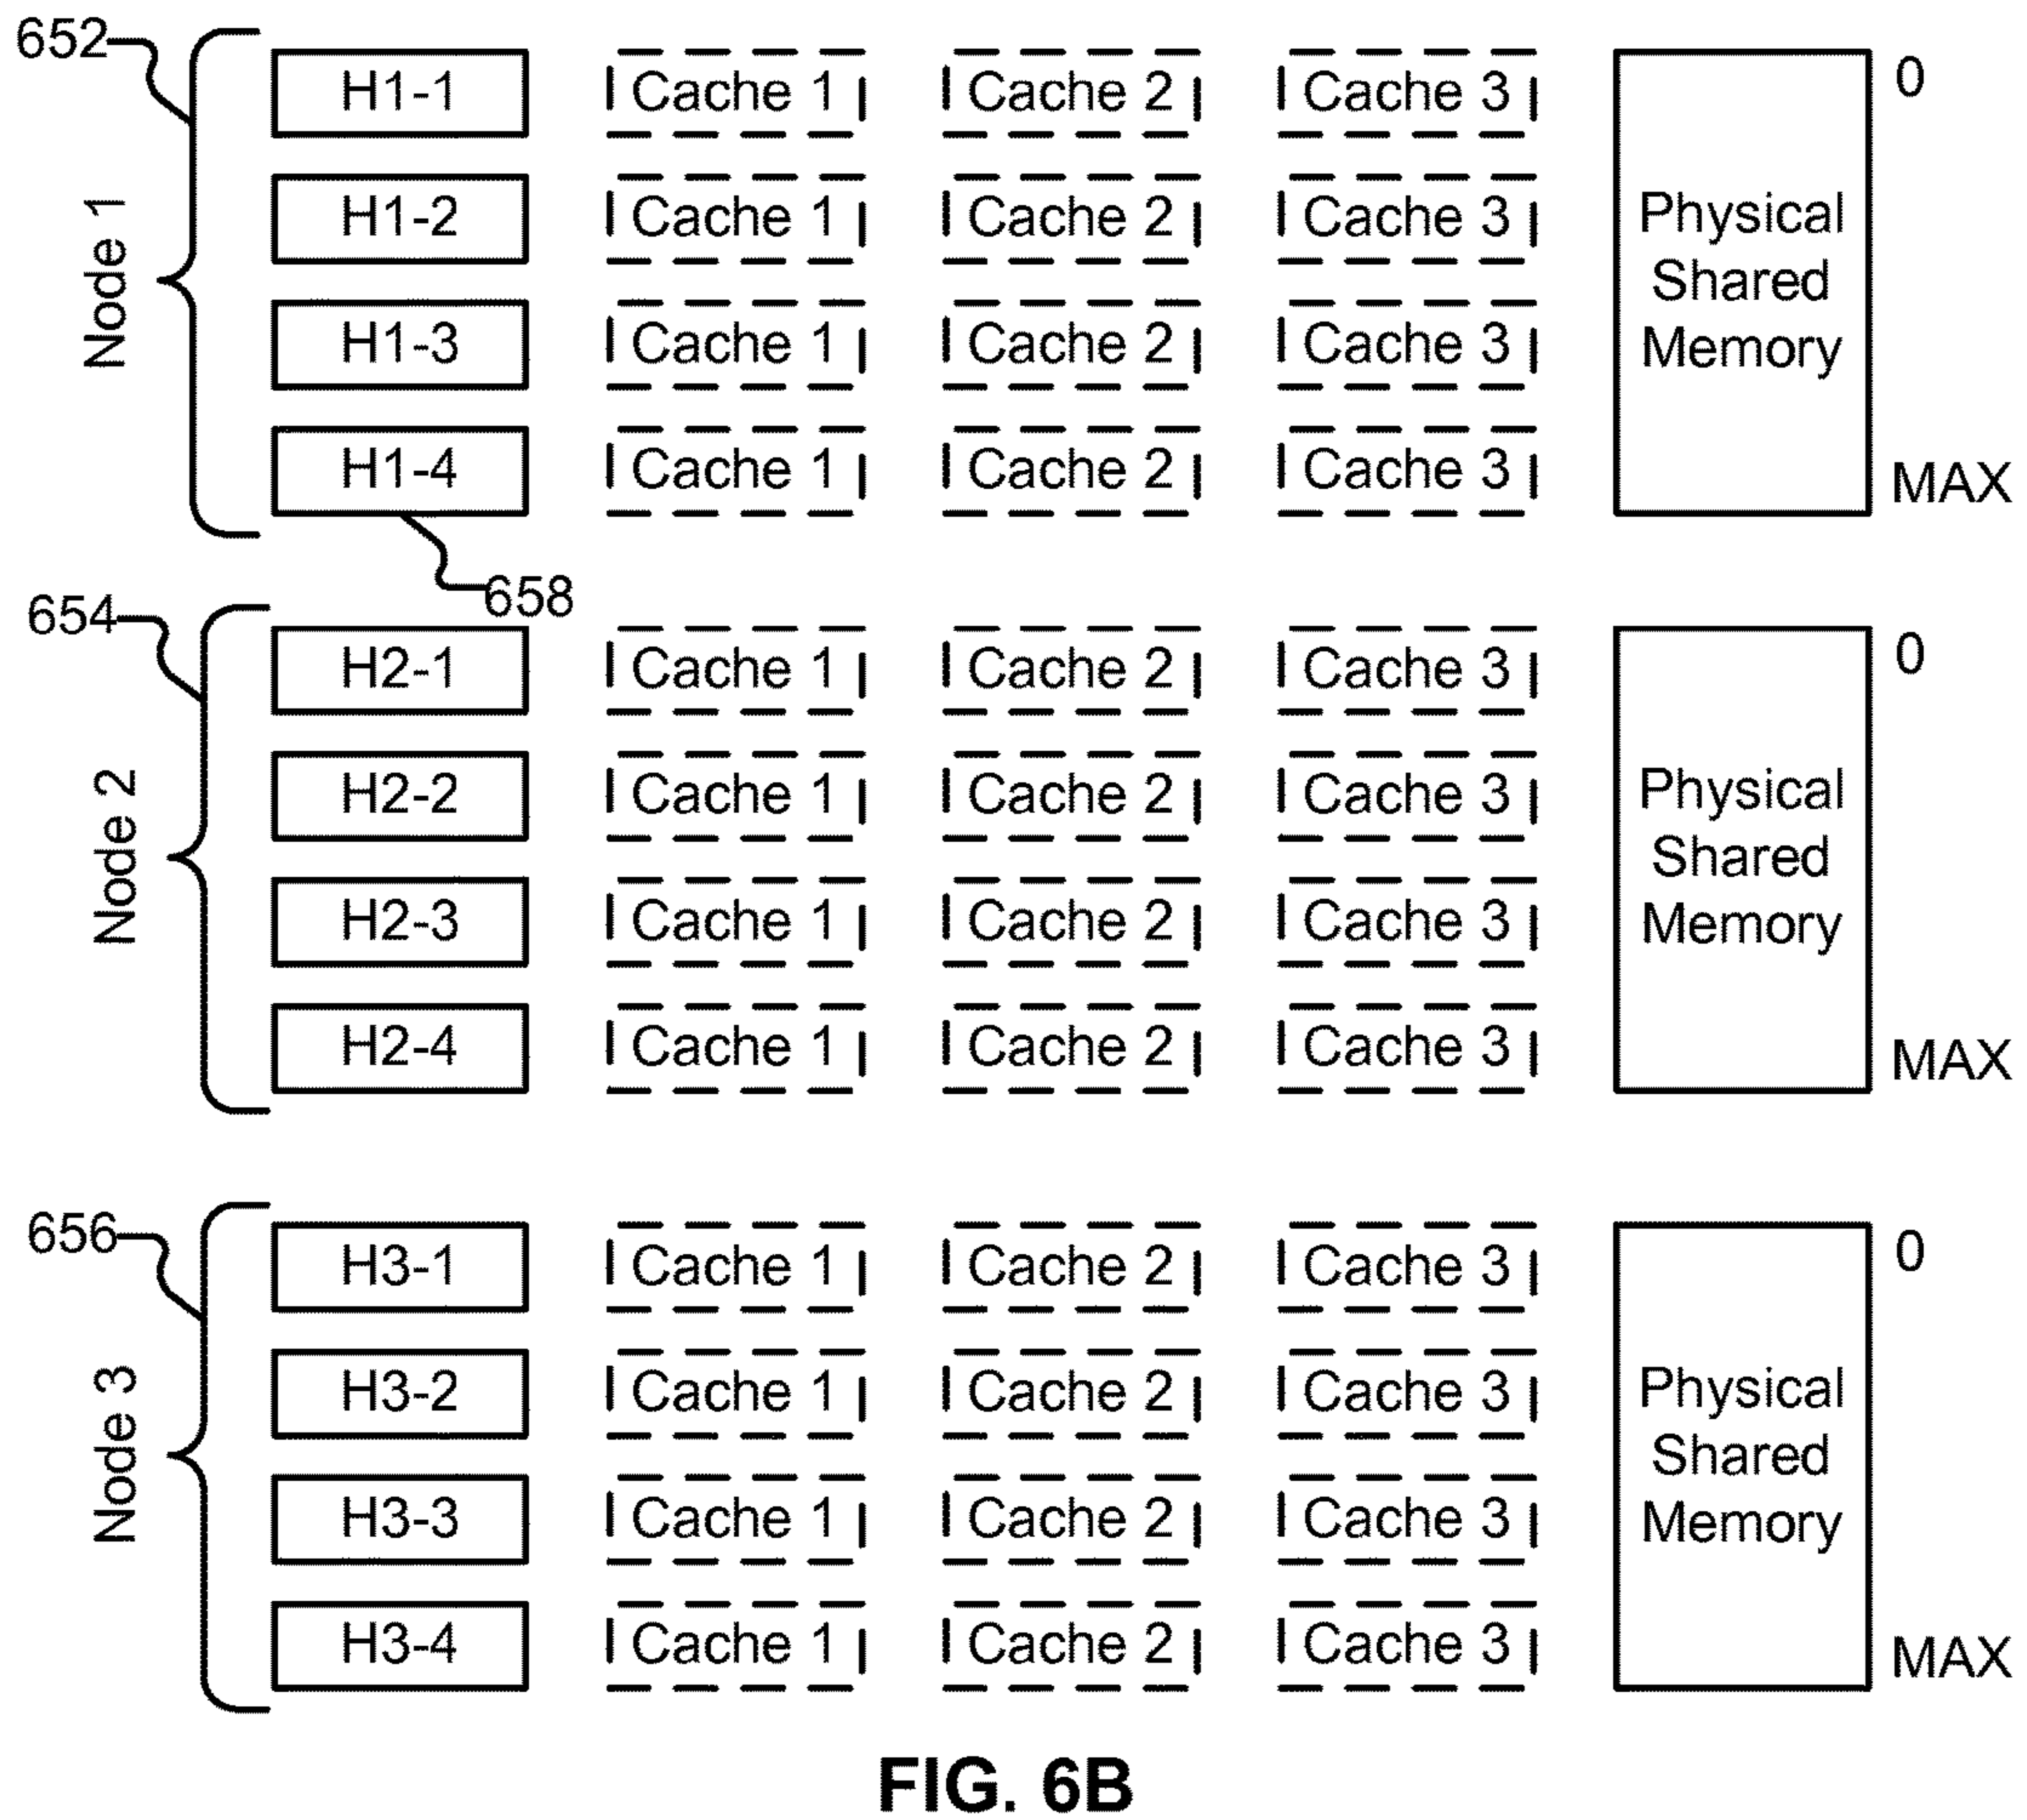 652
Node 1
H1-1 Cache 1 Cache 2 Cache 3
H1-2 Cache 1 Cache 2 Cache 3
H1-3 Cache 1 Cache 2 Cache 3
H1-4 Cache 1 Cache 2 Cache 3
Physical
Shared
Memory
0
MAX
658
654
Node 2
H2-1 Cache 1 Cache 2 Cache 3
H2-2 Cache 1 Cache 2 Cache 3
H2-3 Cache 1 Cache 2 Cache 3
H2-4 Cache 1 Cache 2 Cache 3
Physical
Shared
Memory
0
MAX
656
Node 3
H3-1 Cache 1 Cache 2 Cache 3
H3-2 Cache 1 Cache 2 Cache 3
H3-3 Cache 1 Cache 2 Cache 3
H3-4 Cache 1 Cache 2 Cache 3
Physical
Shared
Memory
0
MAX
FIG. 6B